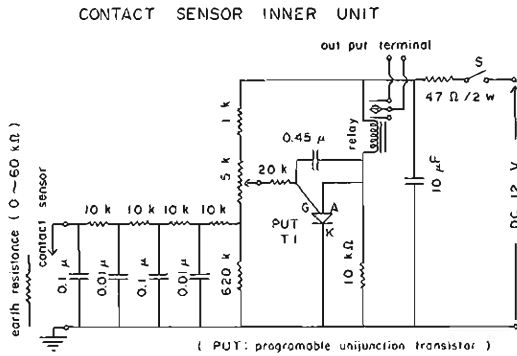 CONTACT SENSOR INNER UNIT
out put terminal
S
47 Ω / 2 w
1 k
0.45 μ
relay
10 μF
DC 12 V
5 k
20 k
G
A
K
PUT
T1
10 kΩ
10 k
10 k
10 k
10 k
contact sensor
earth resistance ( 0 ~ 60 kΩ )
0.1 μ
0.01 μ
0.1 μ
0.01 μ
620 k
( PUT : programable unijunction transistor )